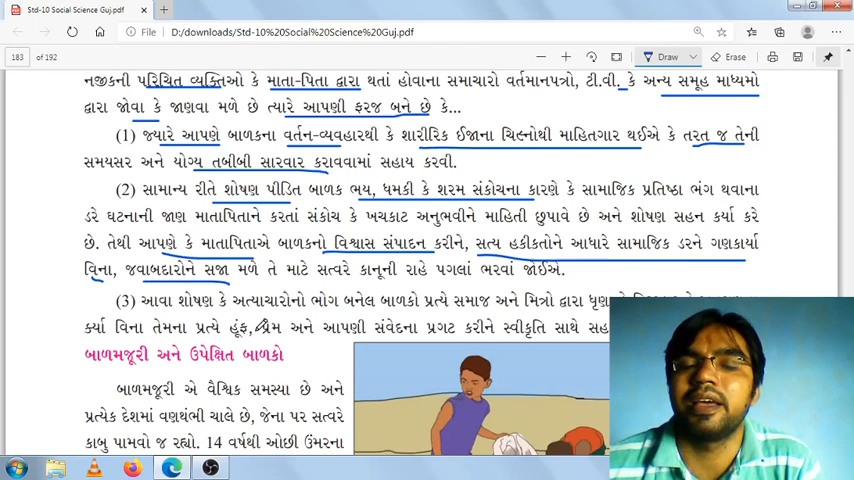 Std-10 Social Science Guj.pdf
File
D:/downloads/Std-10%20Social%20Science%20Guj.pdf
183 of 192
Draw
Erase
નજીકની પરિચિત વ્યક્તિઓ કે માતા-પિતા દ્વારા થતાં હોવાના સમાચારો વર્તમાનપત્રો, ટી.વી. કે અન્ય સમૂહ માધ્યમો
દ્વારા જોવા કે જાણવા મળે છે ત્યારે આપણી ફરજ બને છે કે...
(1) જ્યારે આપણે બાળકના વર્તન-વ્યવહારથી કે શારીરિક ઈજાના ચિહ્નોથી માહિતગાર થઈએ કે તરત જ તેની
સમયસર અને યોગ્ય તબીબી સારવાર કરાવવામાં સહાય કરવી.
(2) સામાન્ય રીતે શોષણ પીડિત બાળક ભય, ધમકી કે શરમ સંકોચના કારણે કે સામાજિક પ્રતિષ્ઠા ભંગ થવાના
ડરે ઘટનાની જાણ માતાપિતાને કરતાં સંકોચ કે ખચકાટ અનુભવીને માહિતી છુપાવે છે અને શોષણ સહન કર્યા કરે
છે. તેથી આપણે કે માતાપિતાએ બાળકનો વિશ્વાસ સંપાદન કરીને, સત્ય હકીકતોને આધારે સામાજિક ડરને ગણકાર્યા
વિના, જવાબદારોને સજા મળે તે માટે સત્વરે કાનૂની રાહે પગલાં ભરવાં જોઈએ.
(3) આવા શોષણ કે અત્યાચારોનો ભોગ બનેલ બાળકો પ્રત્યે સમાજ અને મિત્રો દ્વારા
ર્ક્યા વિના તેમના પ્રત્યે હૂંફ, પ્રેમ અને આપણી સંવેદના પ્રગટ કરીને સ્વીકૃતિ સાથે
બાળમજૂરી અને ઉપેક્ષિત બાળકો
બાળમજૂરી એ વૈશ્વિક સમસ્યા છે અને
પ્રત્યેક દેશમાં વણથંભી ચાલે છે, જેના પર સત્વરે
કાબુ પામવો જ રહ્યો. 14 વર્ષથી ઓછી ઉંમરના